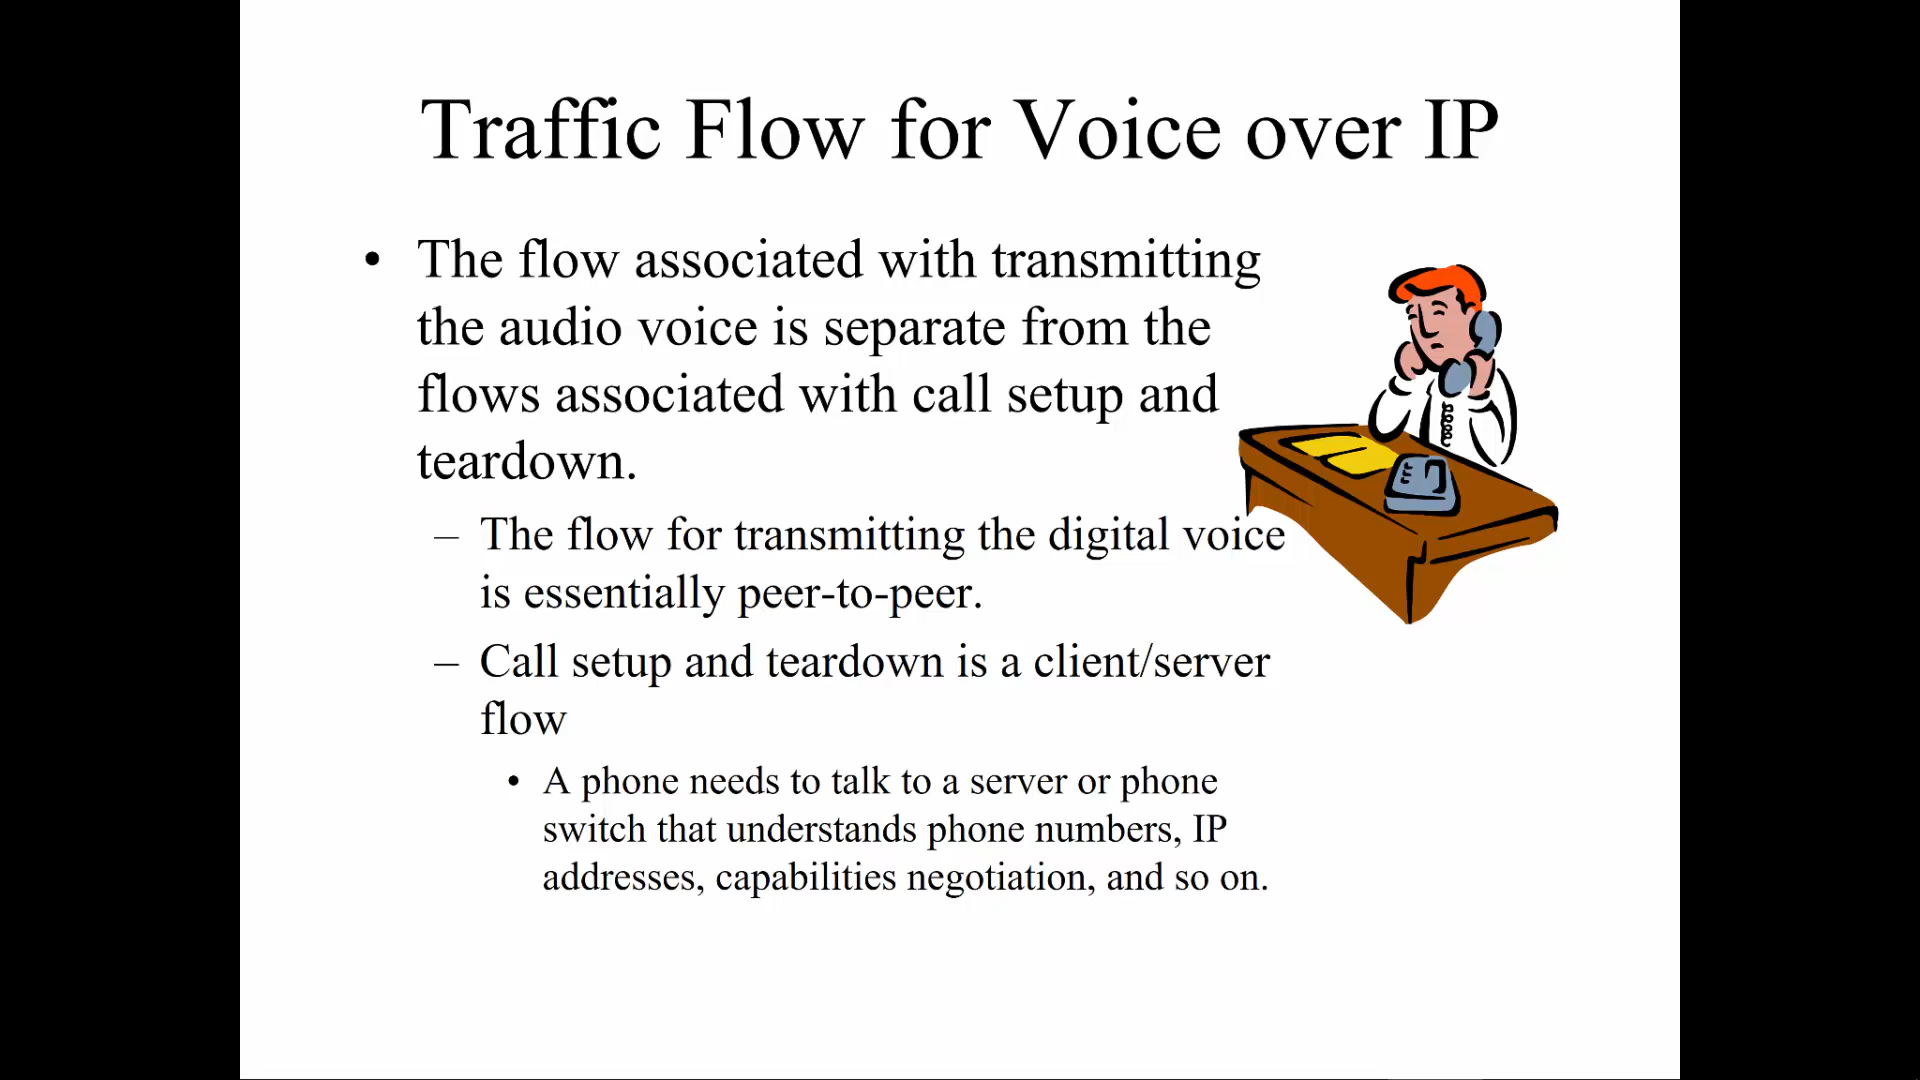 Traffic Flow for Voice over IP
• The flow associated with transmitting
the audio voice is separate from the
flows associated with call setup and
teardown.
– The flow for transmitting the digital voice
is essentially peer-to-peer.
– Call setup and teardown is a client/server
flow
• A phone needs to talk to a server or phone
switch that understands phone numbers, IP
addresses, capabilities negotiation, and so on.